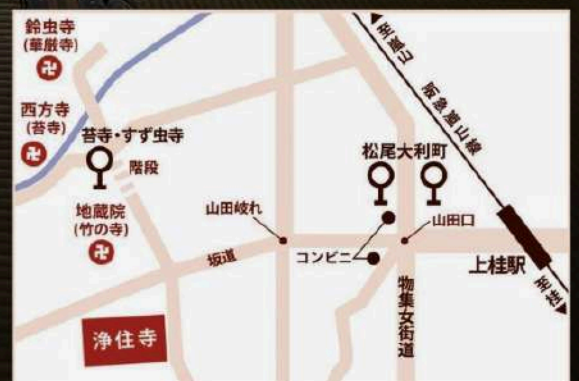 鈴虫寺
(華厳寺)
至嵐山
阪急嵐山線
西方寺
(苔寺)
苔寺・すず虫寺
階段
松尾大利町
地蔵院
(竹の寺)
山田岐れ
山田口
坂道
コンビニ
上桂駅
至桂
物集女街道
浄住寺